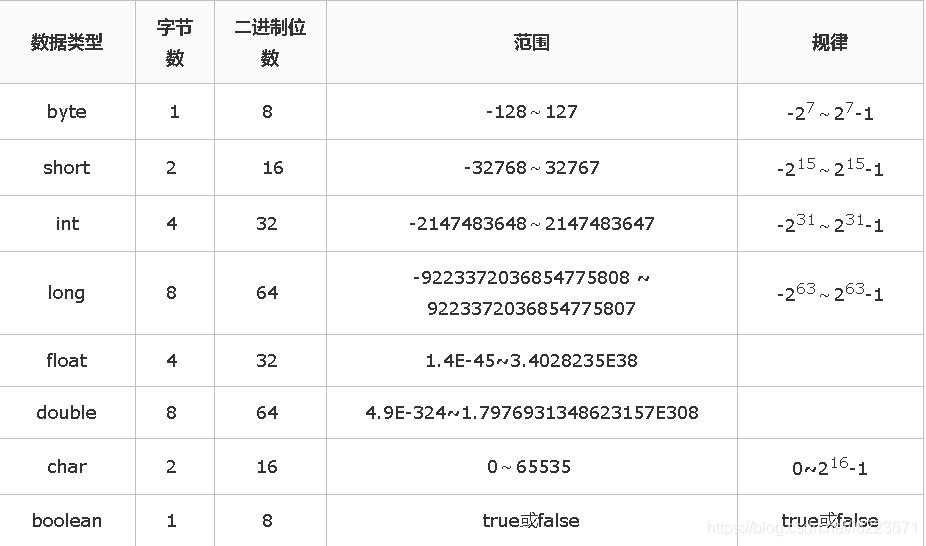 数据类型 字节数 二进制位数 范围 规律
byte 1 8 -128~127 -2^7~2^7-1
short 2 16 -32768~32767 -2^15~2^15-1
int 4 32 -2147483648~2147483647 -2^31~2^31-1
long 8 64 -9223372036854775808 ~ 9223372036854775807 -2^63~2^63-1
float 4 32 1.4E-45~3.4028235E38
double 8 64 4.9E-324~1.7976931348623157E308
char 2 16 0~65535 0~2^16-1
boolean 1 8 true或false true或false